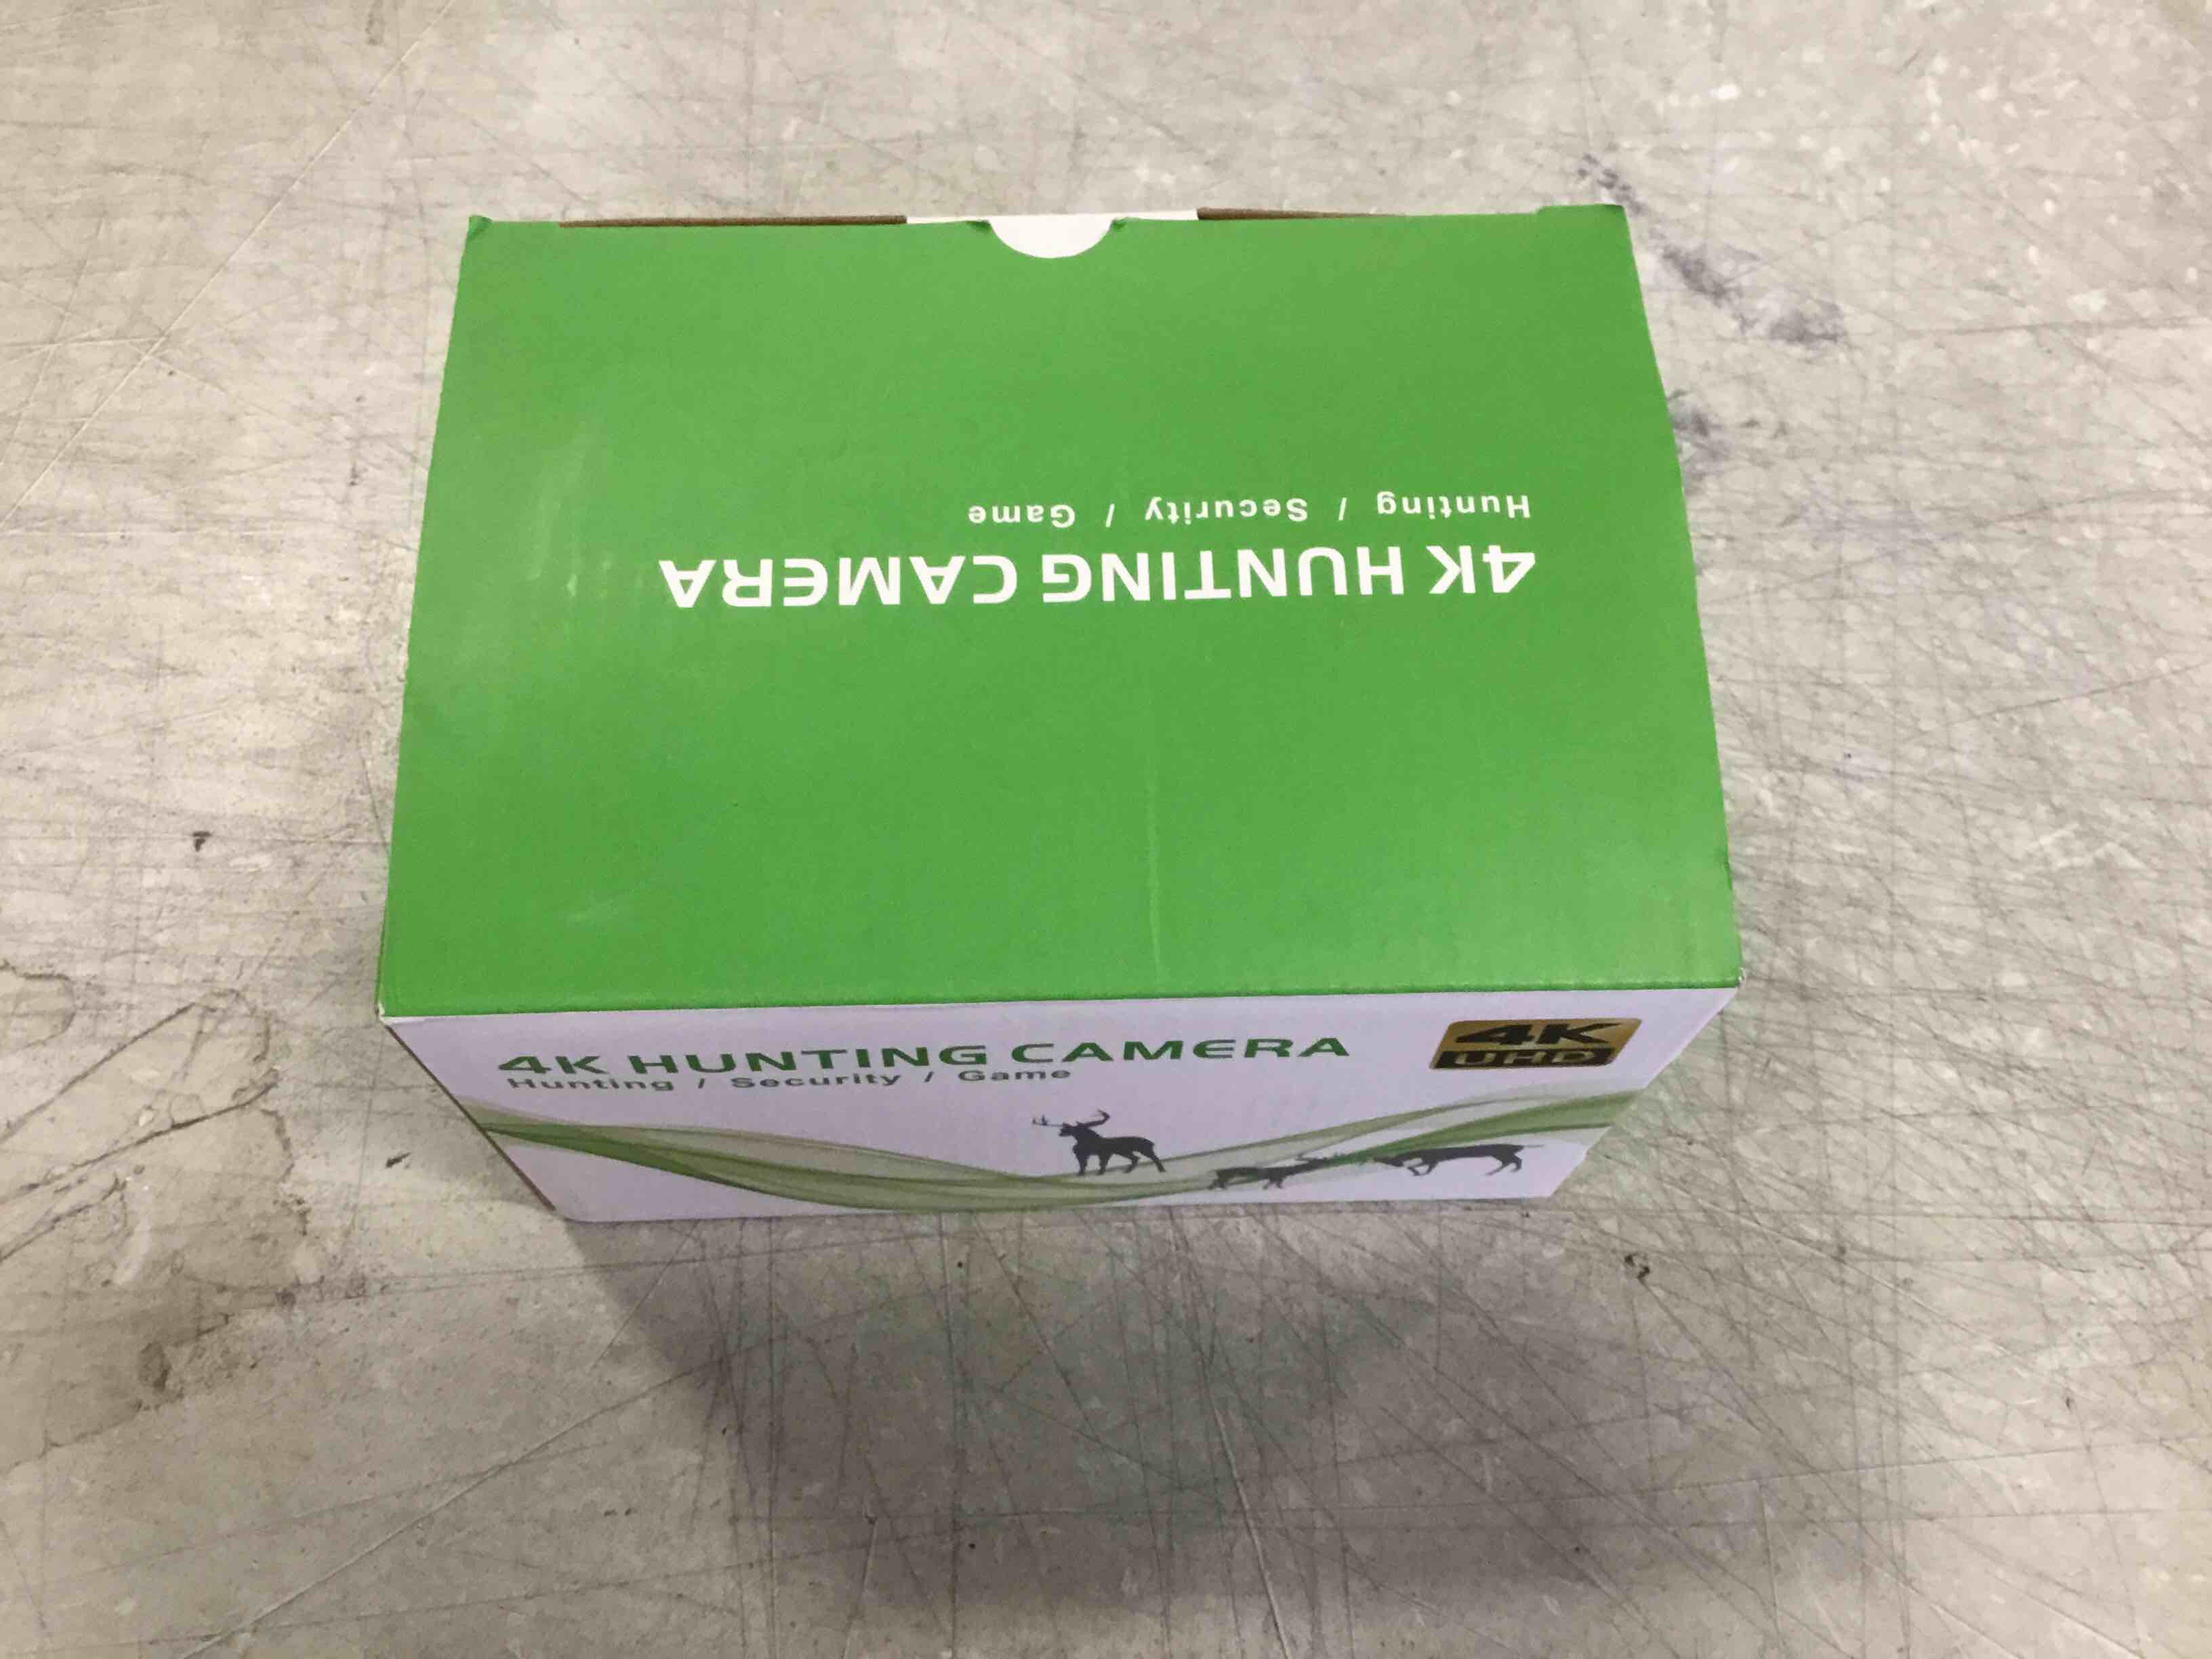 4K HUNTING CAMERA
Hunting / Security / Game
4K HUNTING CAMERA
Hunting / Security / Game
4K
UHD